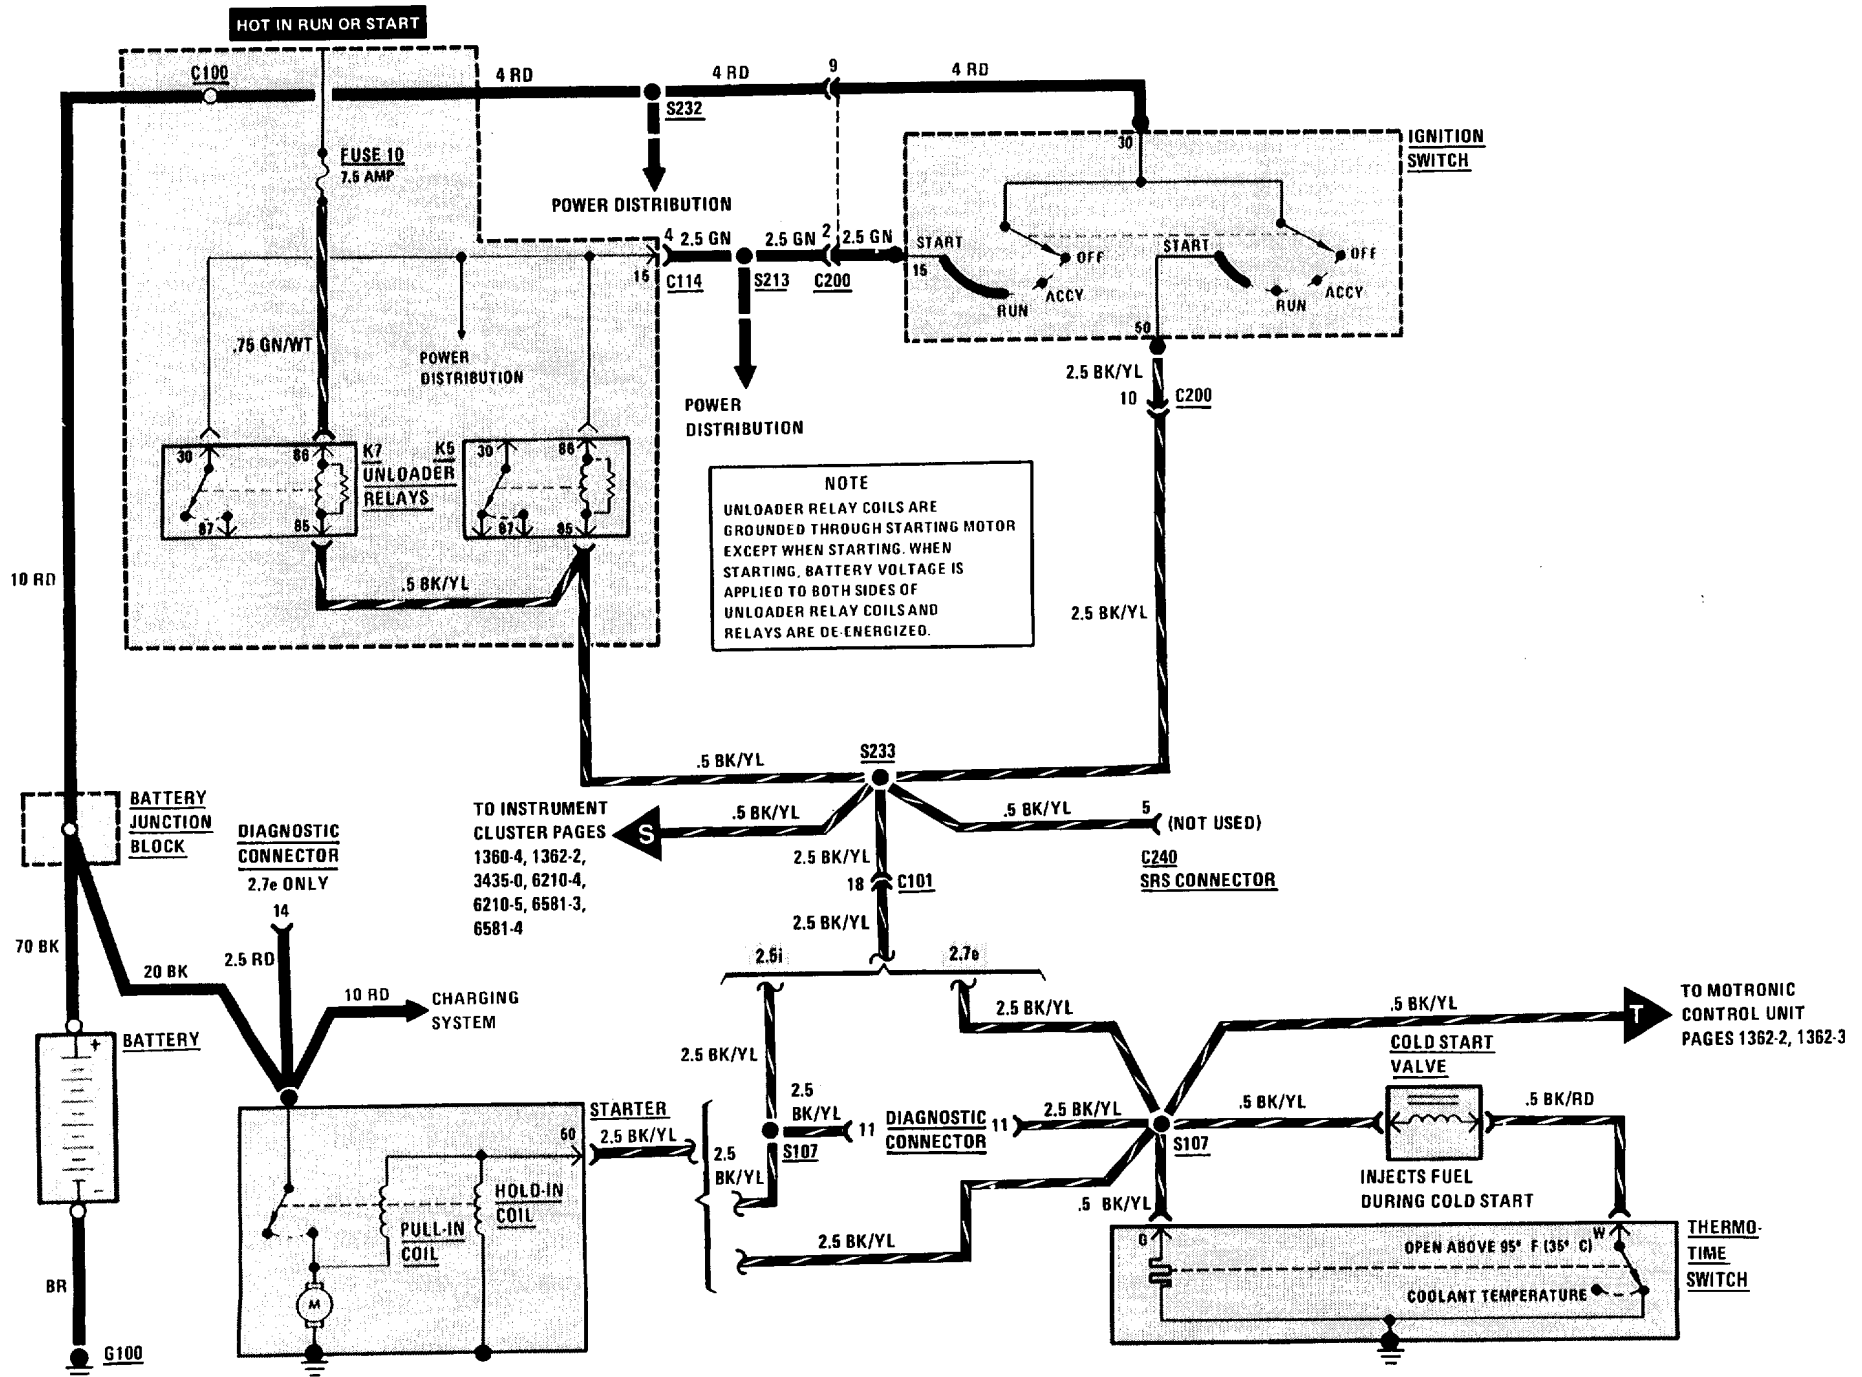 HOT IN RUN OR START
C100
4 RD
4 RD
9
4 RD
S232
FUSE 10
7.5 AMP
30
IGNITION
SWITCH
POWER DISTRIBUTION
4
2.5 GN
2.5 GN
2
2.5 GN
START
15
OFF
ACCY
RUN
START
OFF
ACCY
RUN
50
15
C114
S213
C200
.75 GN/WT
POWER
DISTRIBUTION
POWER
DISTRIBUTION
2.5 BK/YL
10
C200
30
86
87
85
K7
UNLOADER
RELAYS
K5
30
86
87
85
NOTE
UNLOADER RELAY COILS ARE
GROUNDED THROUGH STARTING MOTOR
EXCEPT WHEN STARTING. WHEN
STARTING, BATTERY VOLTAGE IS
APPLIED TO BOTH SIDES OF
UNLOADER RELAY COILS AND
RELAYS ARE DE-ENERGIZED.
10 RD
.5 BK/YL
2.5 BK/YL
.5 BK/YL
S233
BATTERY
JUNCTION
BLOCK
DIAGNOSTIC
CONNECTOR
2.7e ONLY
14
TO INSTRUMENT
CLUSTER PAGES
1360-4, 1362-2,
3435-0, 6210-4,
6210-5, 6581-3,
6581-4
S
.5 BK/YL
.5 BK/YL
5
(NOT USED)
C240
SRS CONNECTOR
2.5 BK/YL
18
C101
2.5 BK/YL
70 BK
20 BK
2.5 RD
10 RD
CHARGING
SYSTEM
2.5i
2.7e
2.5 BK/YL
.5 BK/YL
T
TO MOTRONIC
CONTROL UNIT
PAGES 1362-2, 1362-3
BATTERY
+
-
2.5 BK/YL
COLD START
VALVE
2.5
BK/YL
11
DIAGNOSTIC
CONNECTOR
11
2.5 BK/YL
.5 BK/YL
.5 BK/RD
STARTER
50
2.5 BK/YL
2.5
BK/YL
S107
S107
INJECTS FUEL
DURING COLD START
HOLD-IN
COIL
PULL-IN
COIL
M
.5 BK/YL
2.5 BK/YL
G
W
OPEN ABOVE 95° F (35° C)
COOLANT TEMPERATURE
THERMO-
TIME
SWITCH
BR
G100